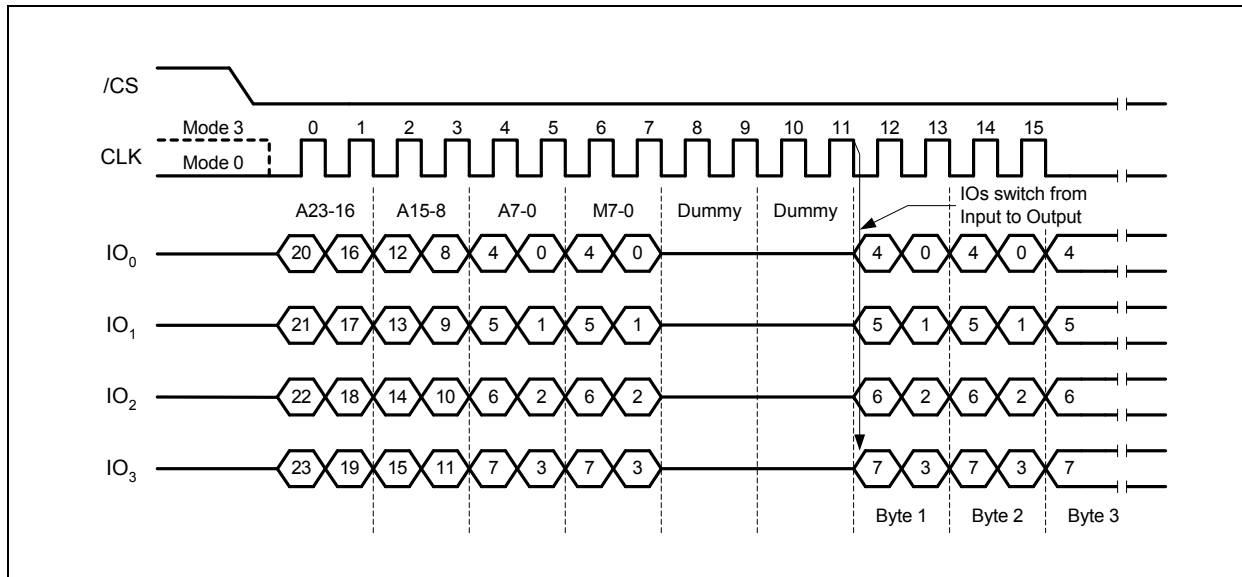 /CS
Mode 3 0 1 2 3 4 5 6 7 8 9 10 11 12 13 14 15
CLK
Mode 0
IOs switch from
Input to Output
A23-16 A15-8 A7-0 M7-0 Dummy Dummy
IO0 20 16 12 8 4 0 4 0 4 0 4 0 4
IO1 21 17 13 9 5 1 5 1 5 1 5 1 5
IO2 22 18 14 10 6 2 6 2 6 2 6 2 6
IO3 23 19 15 11 7 3 7 3 7 3 7 3 7
Byte 1 Byte 2 Byte 3